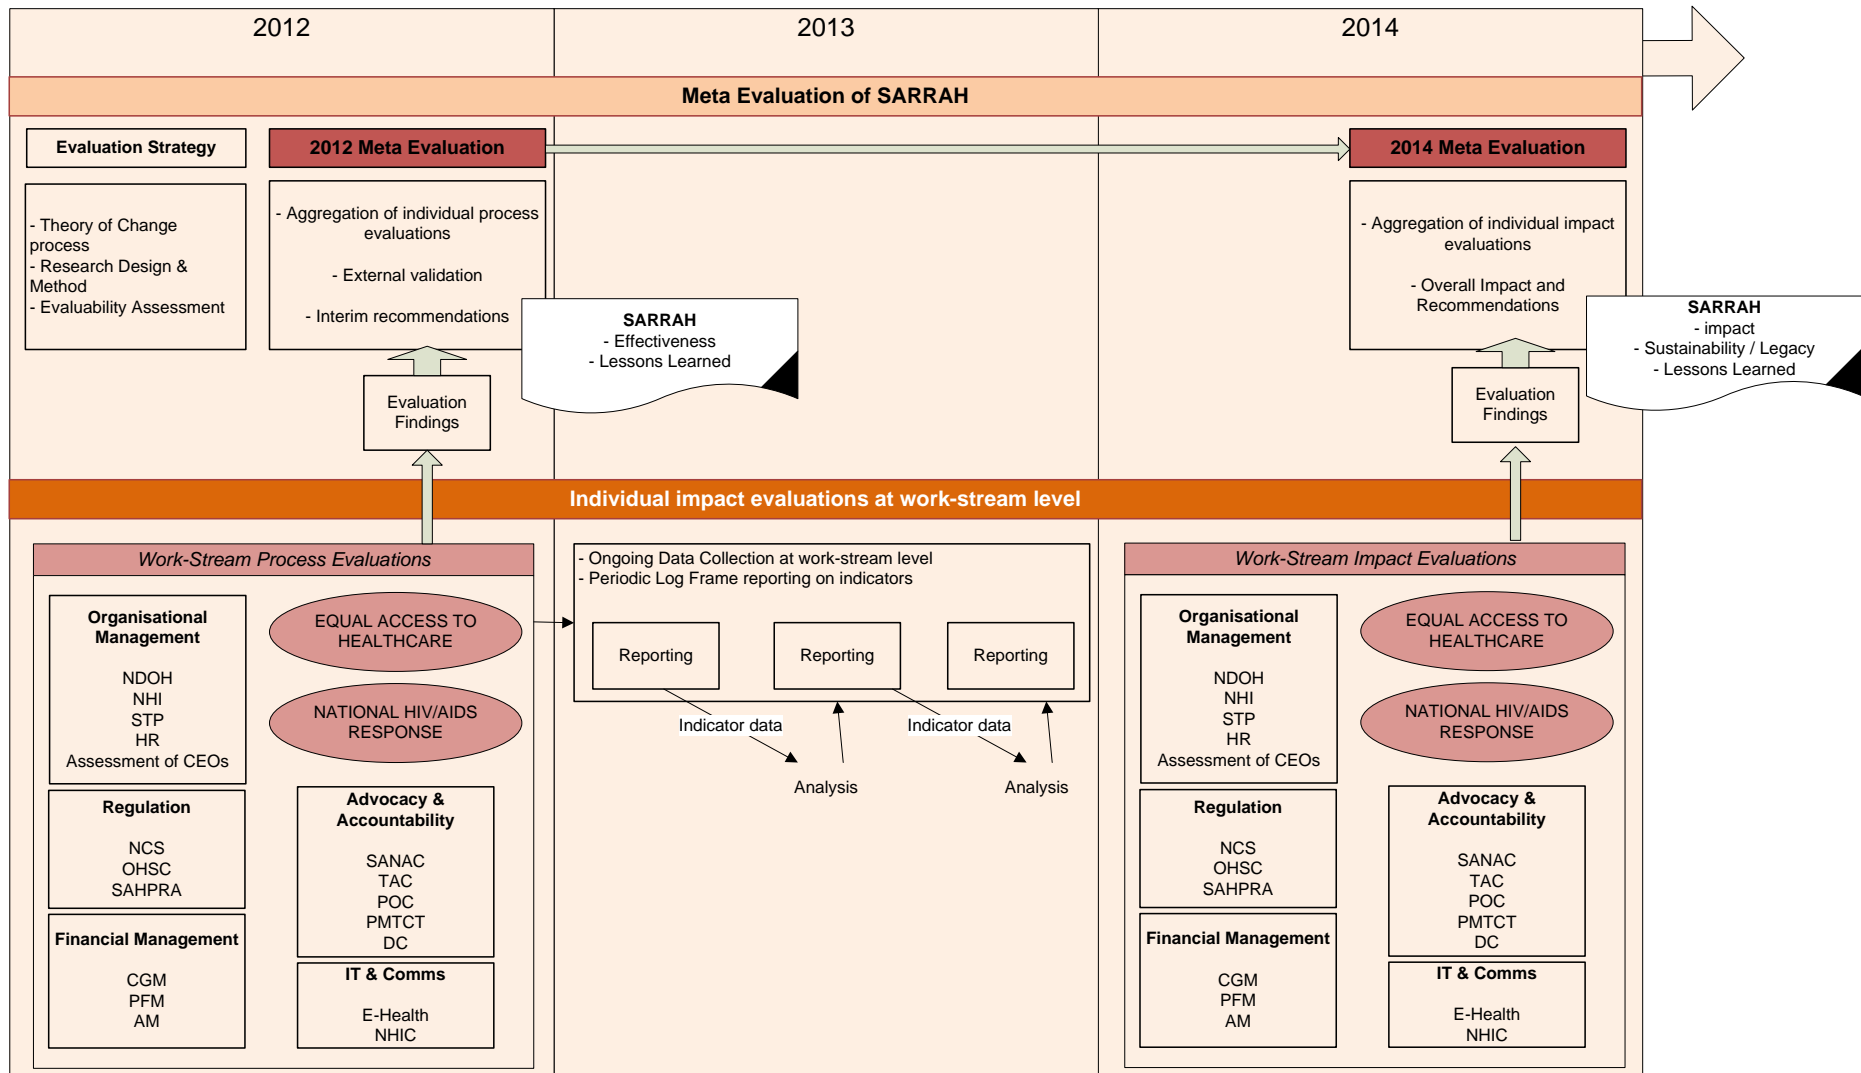 2012
2013
2014
Meta Evaluation of SARRAH
Evaluation Strategy
- Theory of Change
process
- Research Design &
Method
- Evaluability Assessment
2012 Meta Evaluation
- Aggregation of individual process
evaluations
- External validation
- Interim recommendations
SARRAH
- Effectiveness
- Lessons Learned
Evaluation
Findings
2014 Meta Evaluation
- Aggregation of individual impact
evaluations
- Overall Impact and
Recommendations
SARRAH
- impact
- Sustainability / Legacy
- Lessons Learned
Evaluation
Findings
Individual impact evaluations at work-stream level
Work-Stream Process Evaluations
Organisational
Management
NDOH
NHI
STP
HR
Assessment of CEOs
Regulation
NCS
OHSC
SAHPRA
Financial Management
CGM
PFM
AM
EQUAL ACCESS TO
HEALTHCARE
NATIONAL HIV/AIDS
RESPONSE
Advocacy &
Accountability
SANAC
TAC
POC
PMTCT
DC
IT & Comms
E-Health
NHIC
- Ongoing Data Collection at work-stream level
- Periodic Log Frame reporting on indicators
Reporting
Reporting
Reporting
Indicator data
Indicator data
Analysis
Analysis
Work-Stream Impact Evaluations
Organisational
Management
NDOH
NHI
STP
HR
Assessment of CEOs
Regulation
NCS
OHSC
SAHPRA
Financial Management
CGM
PFM
AM
EQUAL ACCESS TO
HEALTHCARE
NATIONAL HIV/AIDS
RESPONSE
Advocacy &
Accountability
SANAC
TAC
POC
PMTCT
DC
IT & Comms
E-Health
NHIC